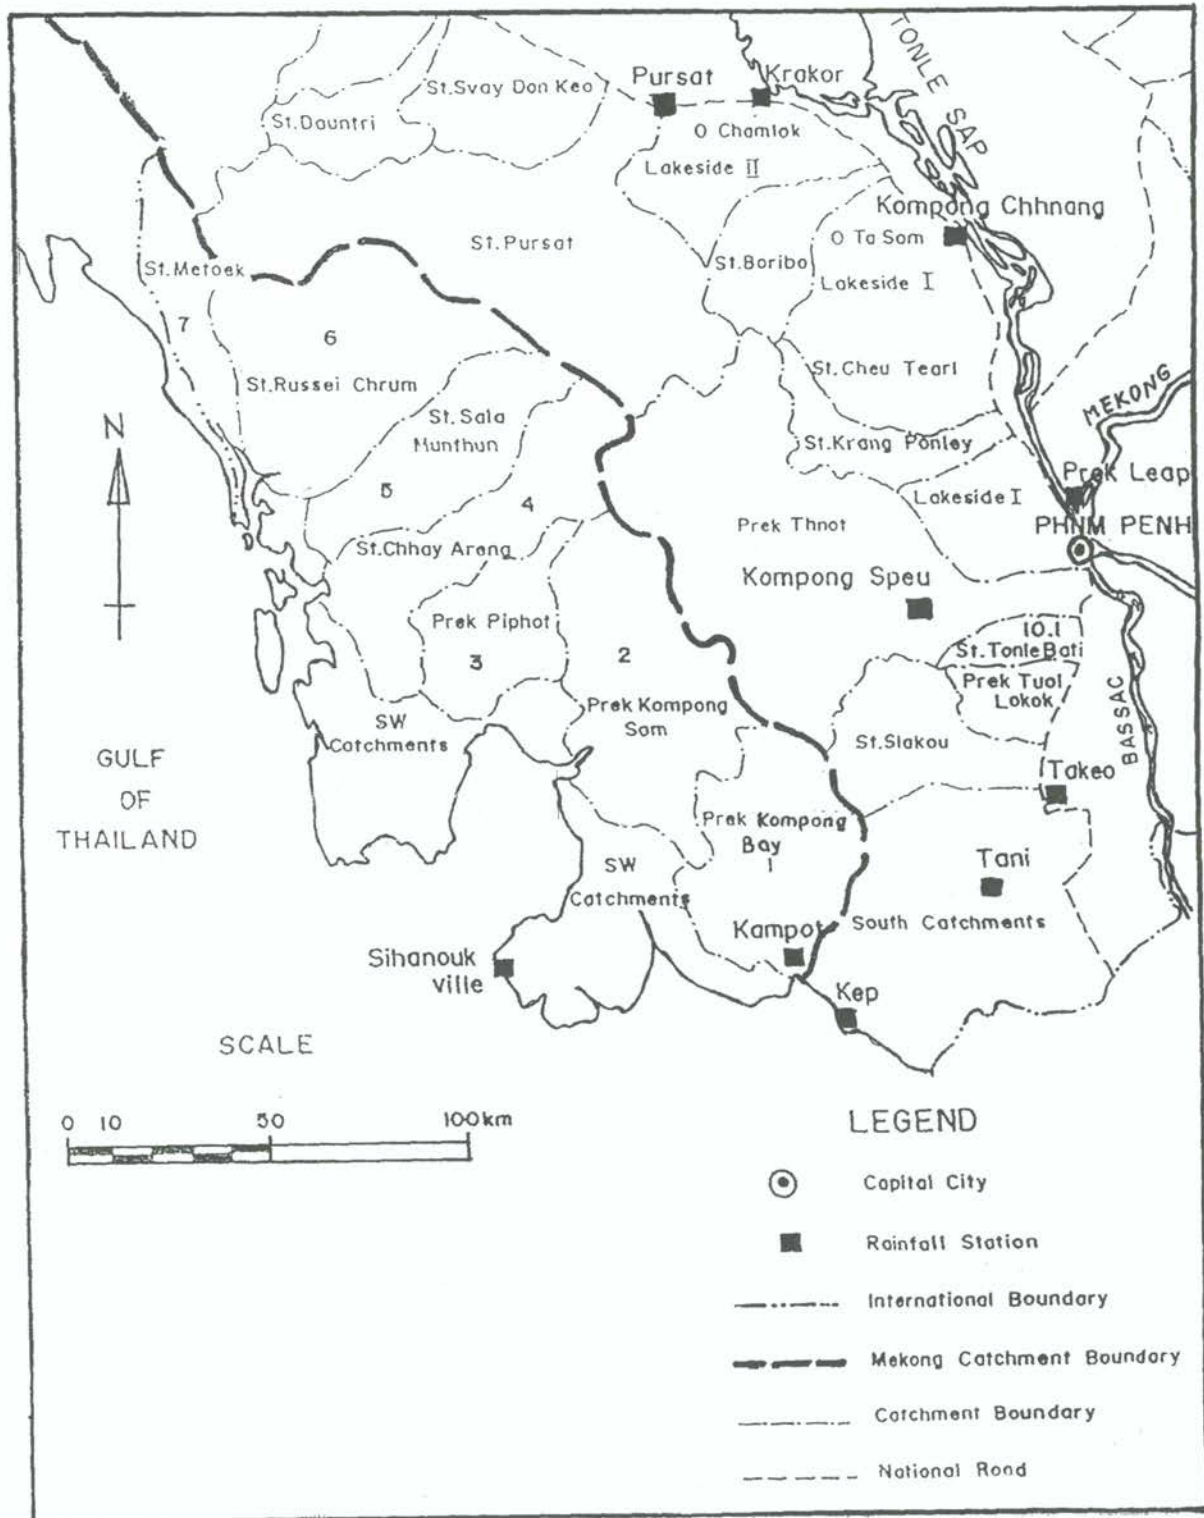 TONLE SAP
Pursat
Krakor
St.Svay Don Keo
St.Dauntri
O Chamlok
Lakeside II
Kompong Chhnang
O Ta Som
St.Pursat
St.Boribo
St.Metoek
Lakeside I
7
6
St.Cheu Tearl
St.Russei Chrum
MEKONG
St.Sala
Munthun
N
St.Krang Ponley
Prek Leap
5
4
Lakeside I
Prek Thnot
PHNM PENH
St.Chhay Areng
Kompong Speu
Prek Piphot
10.1
St.Tonle Bati
3
2
Prek Tuol
Lokok
Prek Kompong
Som
SW
Catchments
St.Slakou
BASSAC
GULF
OF
THAILAND
Takeo
Prek Kompong
Bay
1
SW
Catchments
Tani
South Catchments
Kampot
Sihanouk
ville
Kep
SCALE
0 10 50 100km
LEGEND
Capital City
Rainfall Station
International Boundary
Mekong Catchment Boundary
Catchment Boundary
National Road